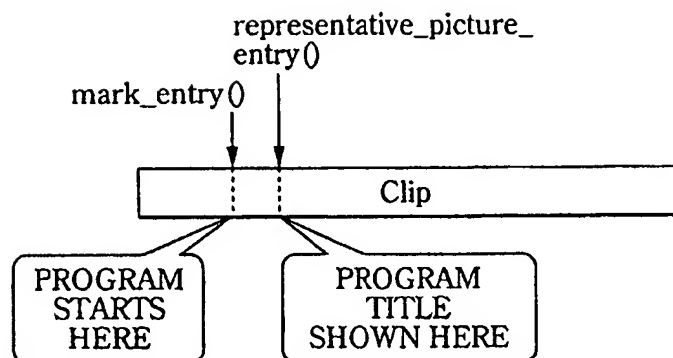 representative_picture_
entry()
mark_entry()
Clip
PROGRAM
STARTS
HERE
PROGRAM
TITLE
SHOWN HERE